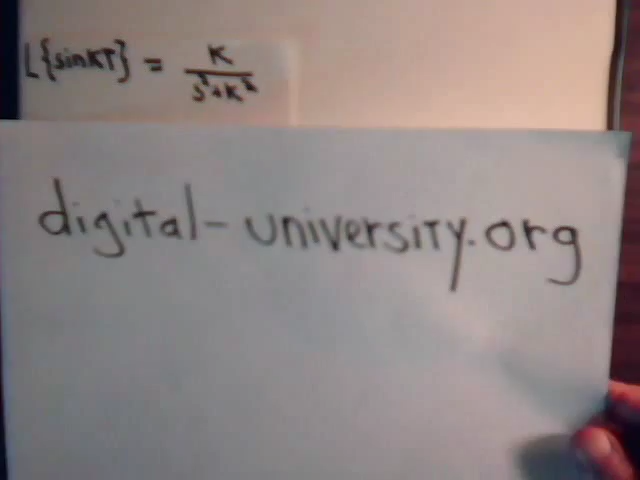 L{sinKT} = K / s²+K²
digital-university.org